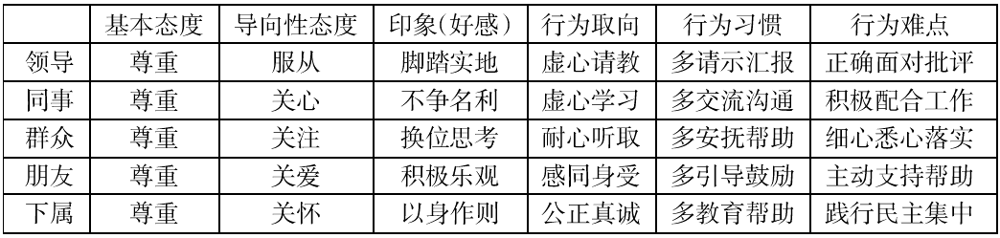 基本态度 导向性态度 印象(好感) 行为取向 行为习惯 行为难点
领导 尊重 服从 脚踏实地 虚心请教 多请示汇报 正确面对批评
同事 尊重 关心 不争名利 虚心学习 多交流沟通 积极配合工作
群众 尊重 关注 换位思考 耐心听取 多安抚帮助 细心悉心落实
朋友 尊重 关爱 积极乐观 感同身受 多引导鼓励 主动支持帮助
下属 尊重 关怀 以身作则 公正真诚 多教育帮助 践行民主集中